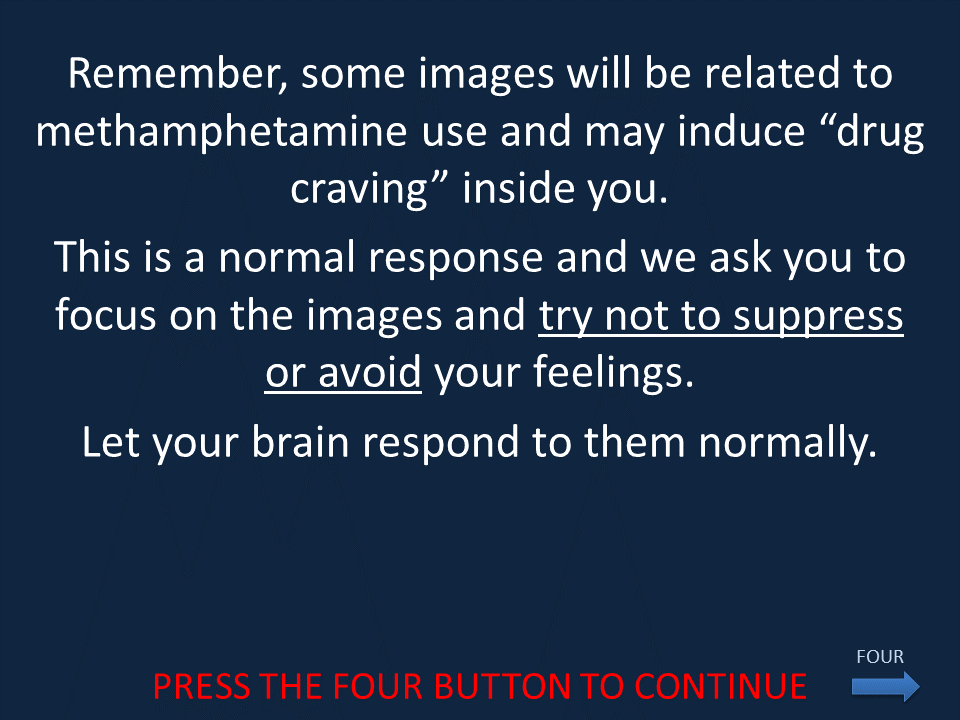 Remember, some images will be related to
methamphetamine use and may induce “drug
craving” inside you.
This is a normal response and we ask you to
focus on the images and try not to suppress
or avoid your feelings.
Let your brain respond to them normally.
FOUR
PRESS THE FOUR BUTTON TO CONTINUE